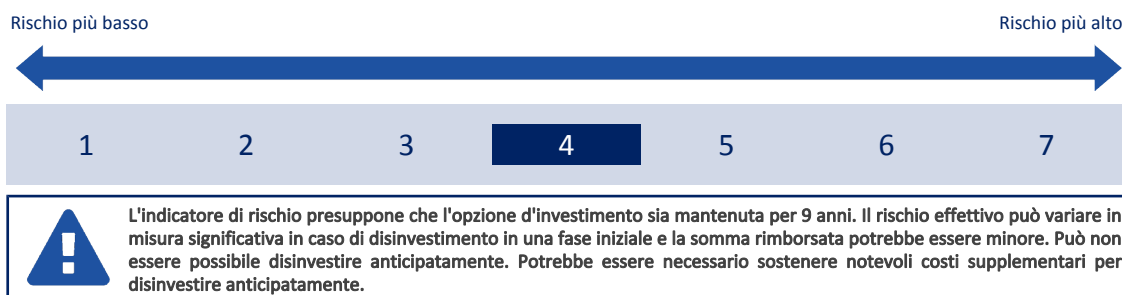 Rischio più basso
Rischio più alto
1 2 3 4 5 6 7
L'indicatore di rischio presuppone che l'opzione d'investimento sia mantenuta per 9 anni. Il rischio effettivo può variare in
misura significativa in caso di disinvestimento in una fase iniziale e la somma rimborsata potrebbe essere minore. Può non
essere possibile disinvestire anticipatamente. Potrebbe essere necessario sostenere notevoli costi supplementari per
disinvestire anticipatamente.